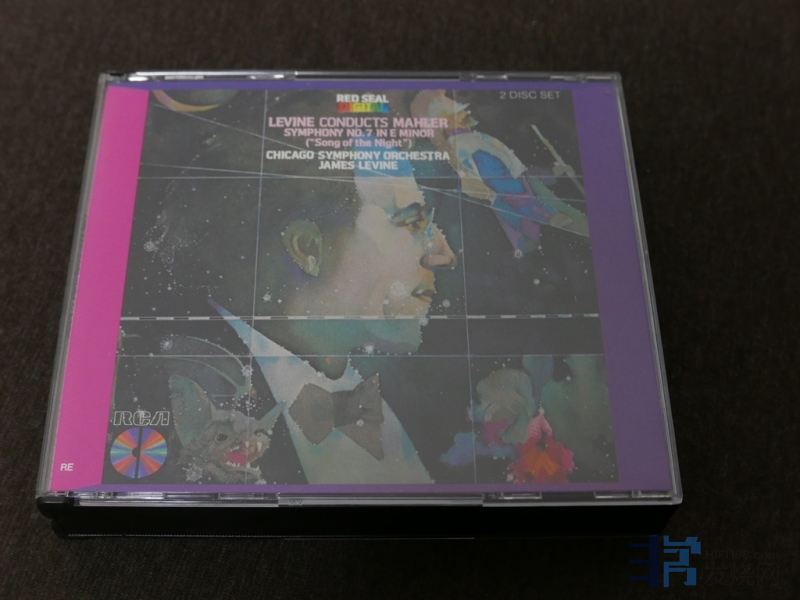 RED SEAL
DIGITAL
2 DISC SET
LEVINE CONDUCTS MAHLER
SYMPHONY NO. 7 IN E MINOR
("Song of the Night")
CHICAGO SYMPHONY ORCHESTRA
JAMES LEVINE
RCA
RE